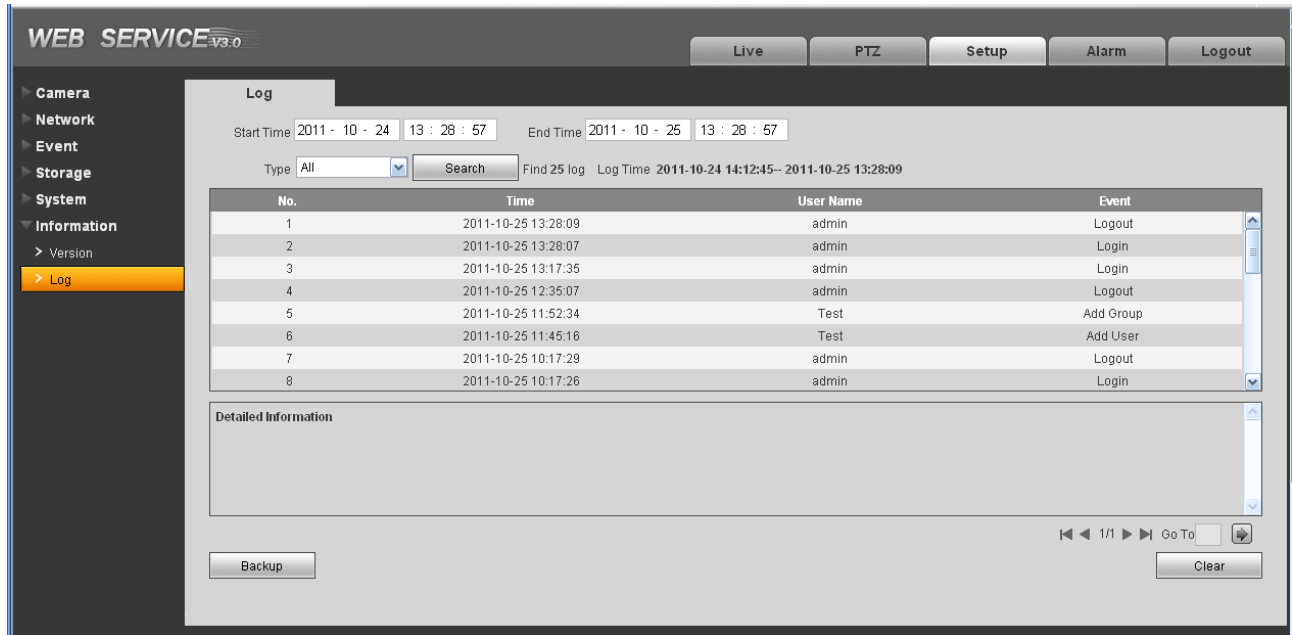 WEB SERVICE V3.0
Live PTZ Setup Alarm Logout
Camera
Network
Event
Storage
System
Information
> Version
> Log
Log
Start Time 2011 - 10 - 24 13 : 28 : 57 End Time 2011 - 10 - 25 13 : 28 : 57
Type All Search Find 25 log Log Time 2011-10-24 14:12:45-- 2011-10-25 13:28:09
No. Time User Name Event
1 2011-10-25 13:28:09 admin Logout
2 2011-10-25 13:28:07 admin Login
3 2011-10-25 13:17:35 admin Login
4 2011-10-25 12:35:07 admin Logout
5 2011-10-25 11:52:34 Test Add Group
6 2011-10-25 11:45:16 Test Add User
7 2011-10-25 10:17:29 admin Logout
8 2011-10-25 10:17:26 admin Login
Detailed Information
1/1 Go To
Backup Clear